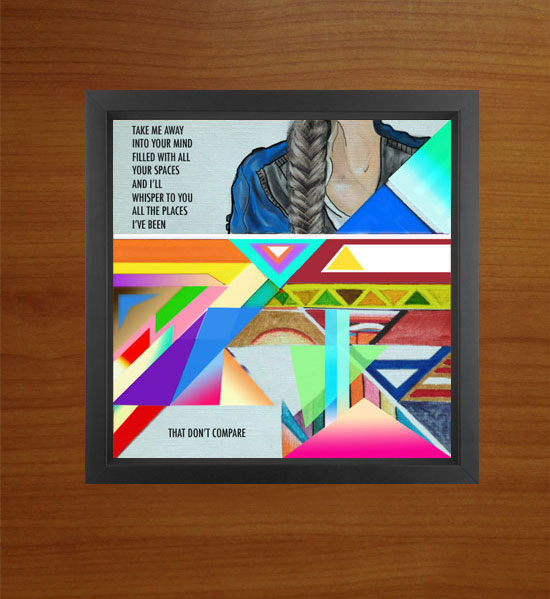 TAKE ME AWAY
INTO YOUR MIND
FILLED WITH ALL
YOUR SPACES
AND I'LL
WHISPER TO YOU
ALL THE PLACES
I'VE BEEN
THAT DON'T COMPARE